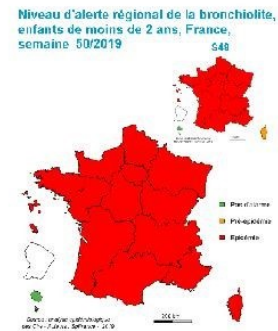 Niveau d'alerte régional de la bronchiolite,
enfants de moins de 2 ans, France,
semaine 50/2019
S49
Pas d'alarme
Pré-épidémie
Epidémie